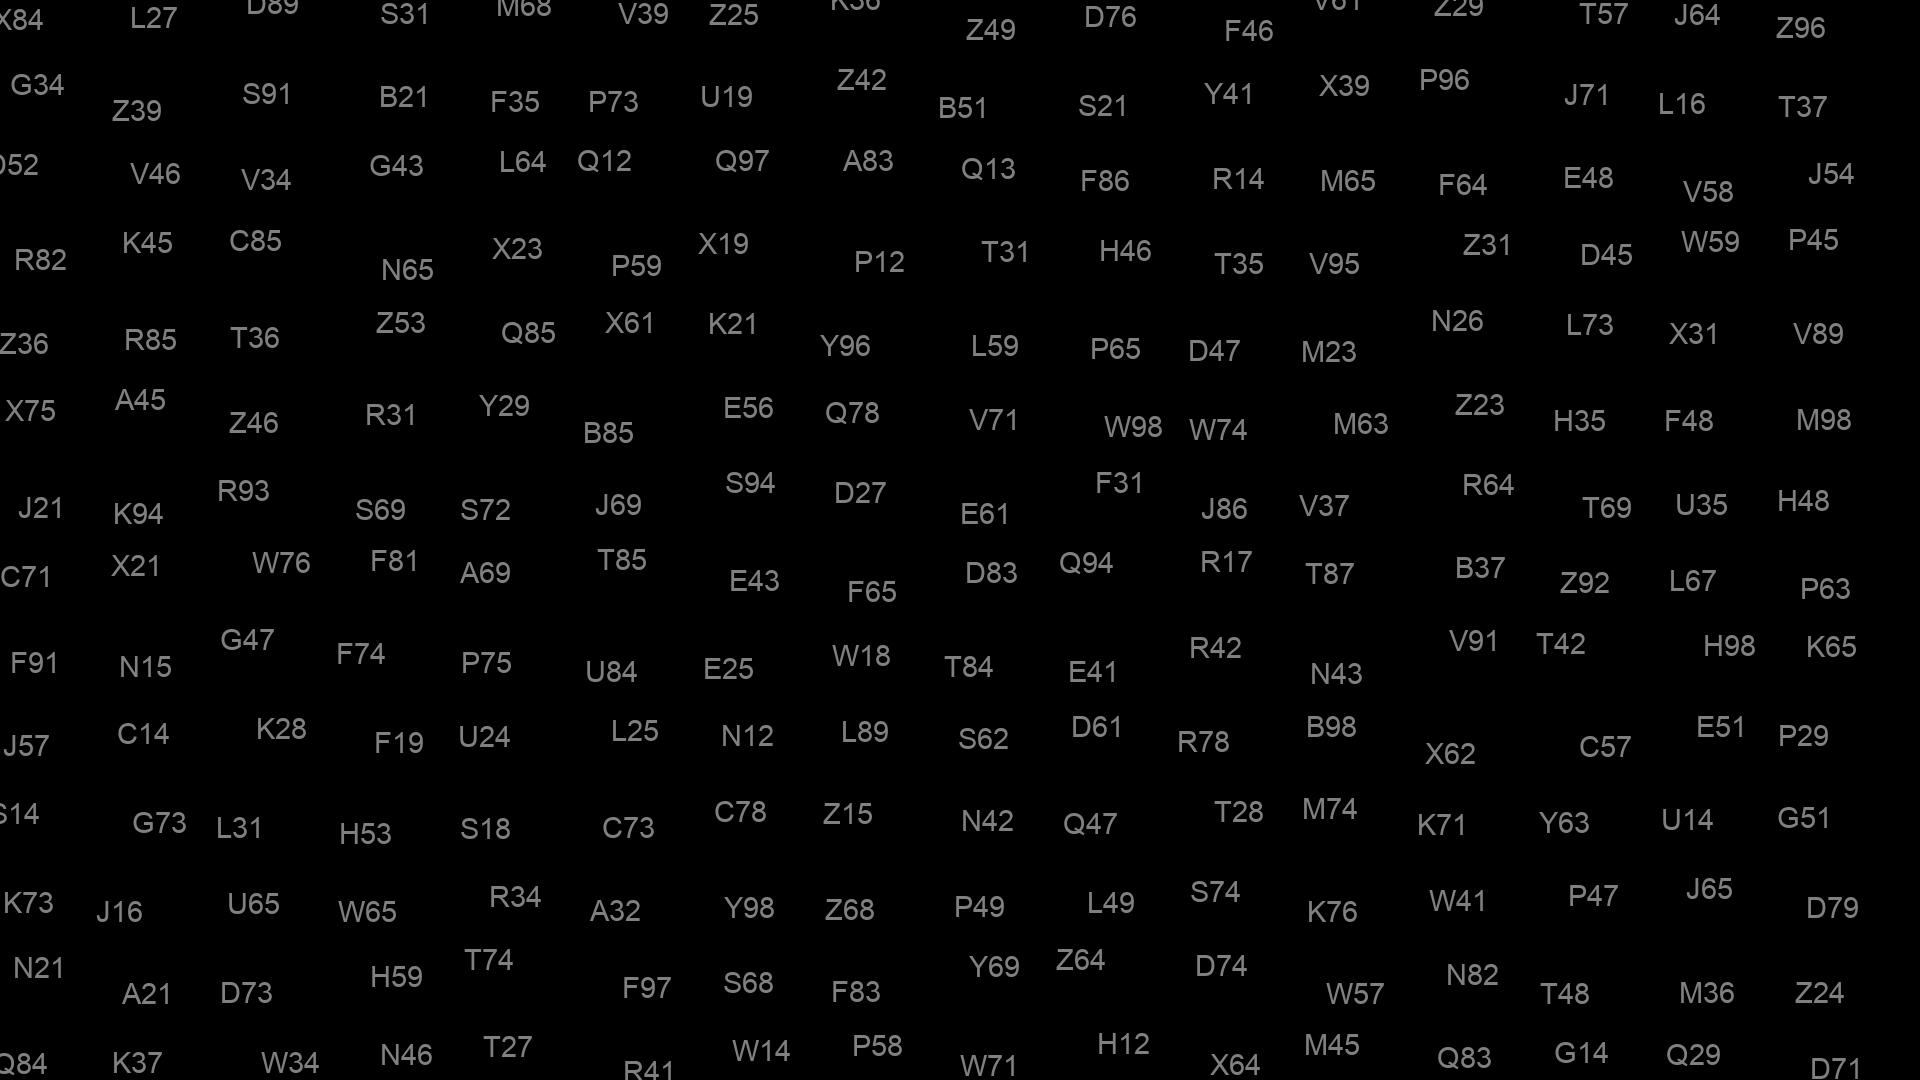 X84 L27 D89 S31 M68 V39 Z25 K36 Z49 D76 F46 V61 Z29 T57 J64 Z96
G34 Z39 S91 B21 F35 P73 U19 Z42 B51 S21 Y41 X39 P96 J71 L16 T37
V46 V34 G43 L64 Q12 Q97 A83 Q13 F86 R14 M65 F64 E48 V58 J54
R82 K45 C85 N65 X23 P59 X19 P12 T31 H46 T35 V95 Z31 D45 W59 P45
Z36 R85 T36 Z53 Q85 X61 K21 Y96 L59 P65 D47 M23 N26 L73 X31 V89
X75 A45 Z46 R31 Y29 B85 E56 Q78 V71 W98 W74 M63 Z23 H35 F48 M98
J21 K94 R93 S69 S72 J69 S94 D27 E61 F31 J86 V37 R64 T69 U35 H48
C71 X21 W76 F81 A69 T85 E43 F65 D83 Q94 R17 T87 B37 Z92 L67 P63
F91 N15 G47 F74 P75 U84 E25 W18 T84 E41 R42 N43 V91 T42 H98 K65
J57 C14 K28 F19 U24 L25 N12 L89 S62 D61 R78 B98 X62 C57 E51 P29
S14 G73 L31 H53 S18 C73 C78 Z15 N42 Q47 T28 M74 K71 Y63 U14 G51
K73 J16 U65 W65 R34 A32 Y98 Z68 P49 L49 S74 K76 W41 P47 J65 D79
N21 A21 D73 H59 T74 F97 S68 F83 Y69 Z64 D74 W57 N82 T48 M36 Z24
Q84 K37 W34 N46 T27 R41 W14 P58 W71 H12 X64 M45 Q83 G14 Q29 D71